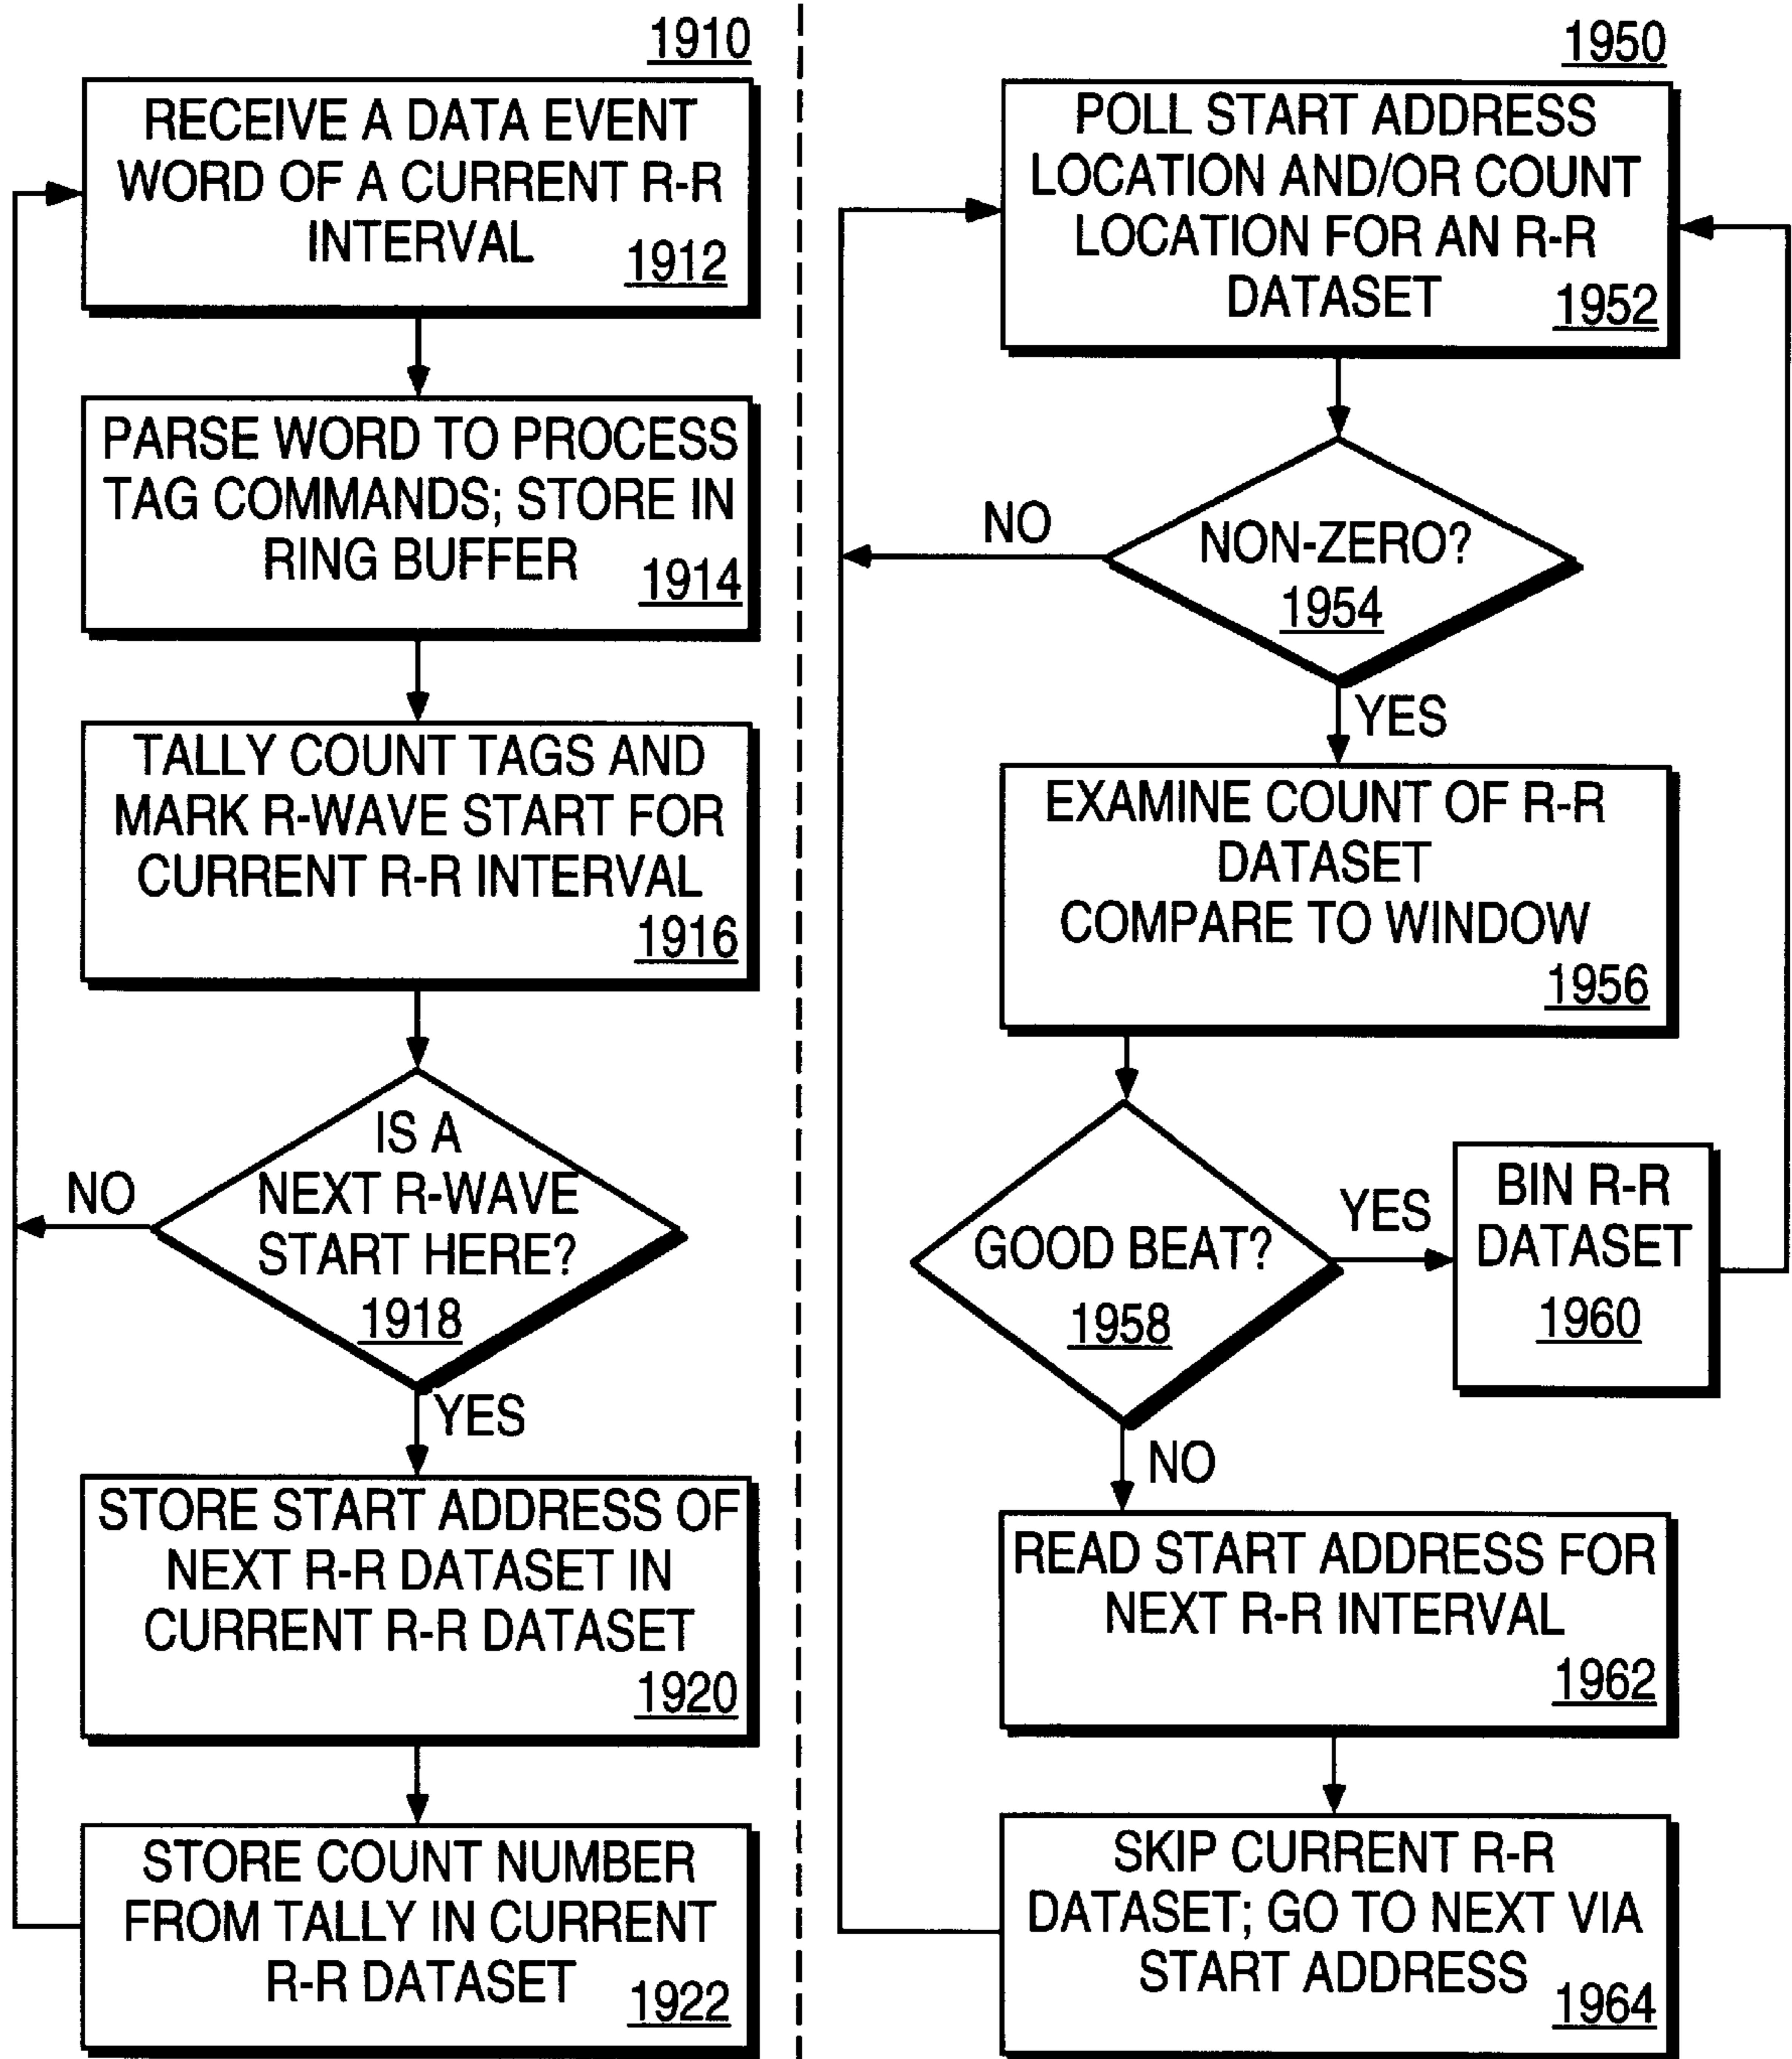 1910
RECEIVE A DATA EVENT
WORD OF A CURRENT R-R
INTERVAL
1912
PARSE WORD TO PROCESS
TAG COMMANDS; STORE IN
RING BUFFER
1914
TALLY COUNT TAGS AND
MARK R-WAVE START FOR
CURRENT R-R INTERVAL
1916
IS A
NEXT R-WAVE
START HERE?
1918
NO
YES
STORE START ADDRESS OF
NEXT R-R DATASET IN
CURRENT R-R DATASET
1920
STORE COUNT NUMBER
FROM TALLY IN CURRENT
R-R DATASET
1922
1950
POLL START ADDRESS
LOCATION AND/OR COUNT
LOCATION FOR AN R-R
DATASET
1952
NO
NON-ZERO?
1954
YES
EXAMINE COUNT OF R-R
DATASET
COMPARE TO WINDOW
1956
GOOD BEAT?
1958
YES
BIN R-R
DATASET
1960
NO
READ START ADDRESS FOR
NEXT R-R INTERVAL
1962
SKIP CURRENT R-R
DATASET; GO TO NEXT VIA
START ADDRESS
1964